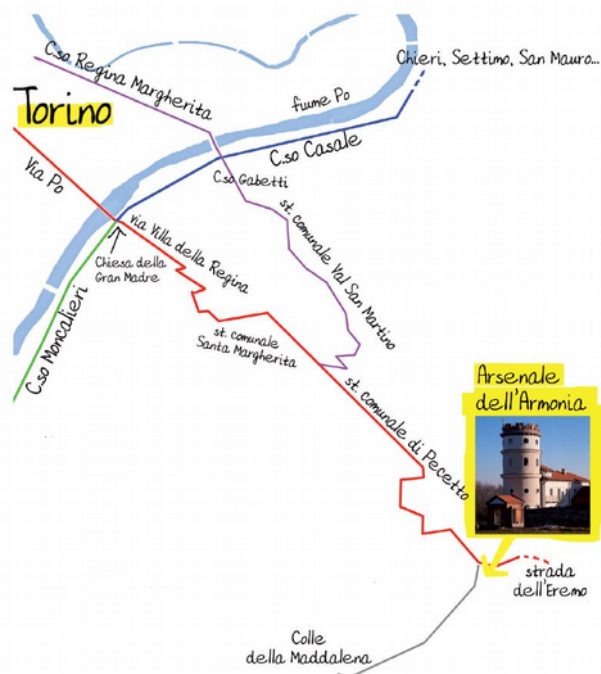 C.so Regina Margherita
Chieri, Settimo, San Mauro...
Torino
fiume Po
C.so Casale
Via Po
C.so Gabetti
via Villa della Regina
st. comunale Val San Martino
Chiesa della
Gran Madre
C.so Moncalieri
st. comunale
Santa Margherita
st. comunale di Pecetto
Arsenale
dell'Armonia
strada
dell'Eremo
Colle
della Maddalena